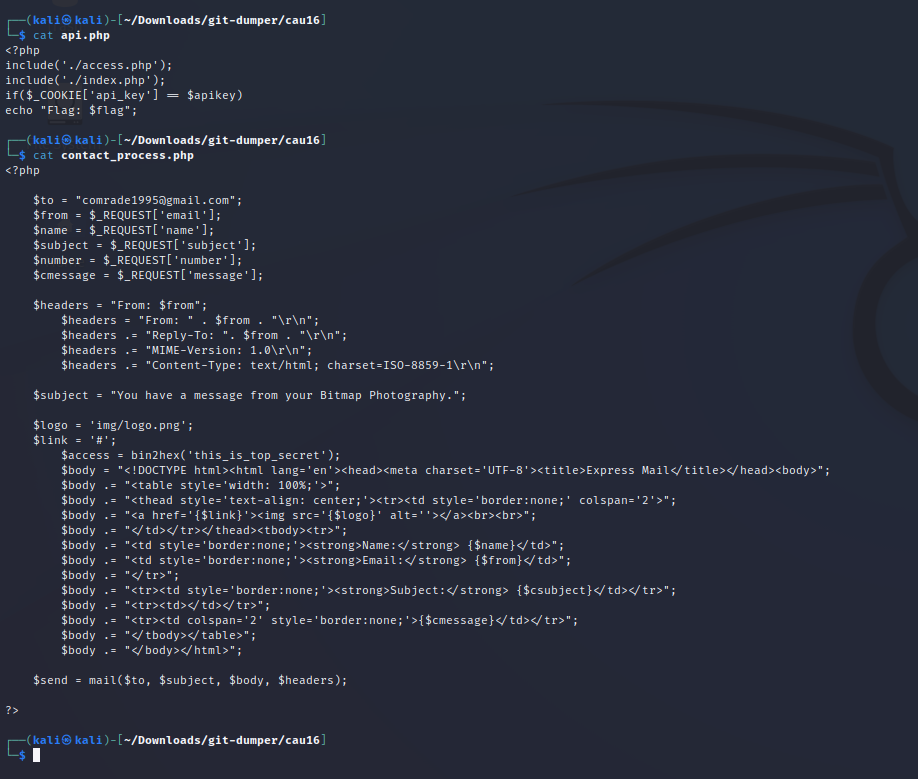 ┌──(kali㉿kali)-[~/Downloads/git-dumper/cau16]
└─$ cat api.php
<?php
include('./access.php');
include('./index.php');
if($_COOKIE['api_key'] == $apikey)
echo "Flag: $flag";
┌──(kali㉿kali)-[~/Downloads/git-dumper/cau16]
└─$ cat contact_process.php
<?php
    $to = "comrade1995@gmail.com";
    $from = $_REQUEST['email'];
    $name = $_REQUEST['name'];
    $subject = $_REQUEST['subject'];
    $number = $_REQUEST['number'];
    $cmessage = $_REQUEST['message'];
    $headers = "From: $from";
        $headers = "From: " . $from . "\r\n";
        $headers .= "Reply-To: ". $from . "\r\n";
        $headers .= "MIME-Version: 1.0\r\n";
        $headers .= "Content-Type: text/html; charset=ISO-8859-1\r\n";
    $subject = "You have a message from your Bitmap Photography.";
    $logo = 'img/logo.png';
    $link = '#';
        $access = bin2hex('this_is_top_secret');
        $body = "<!DOCTYPE html><html lang='en'><head><meta charset='UTF-8'><title>Express Mail</title></head><body>";
        $body .= "<table style='width: 100%;'>";
        $body .= "<thead style='text-align: center;'><tr><td style='border:none;' colspan='2'>";
        $body .= "<a href='{$link}'><img src='{$logo}' alt=''></a><br><br>";
        $body .= "</td></tr></thead><tbody><tr>";
        $body .= "<td style='border:none;'><strong>Name:</strong> {$name}</td>";
        $body .= "<td style='border:none;'><strong>Email:</strong> {$from}</td>";
        $body .= "</tr>";
        $body .= "<tr><td style='border:none;'><strong>Subject:</strong> {$csubject}</td></tr>";
        $body .= "<tr><td></td></tr>";
        $body .= "<tr><td colspan='2' style='border:none;'>{$cmessage}</td></tr>";
        $body .= "</tbody></table>";
        $body .= "</body></html>";
    $send = mail($to, $subject, $body, $headers);
?>
┌──(kali㉿kali)-[~/Downloads/git-dumper/cau16]
└─$